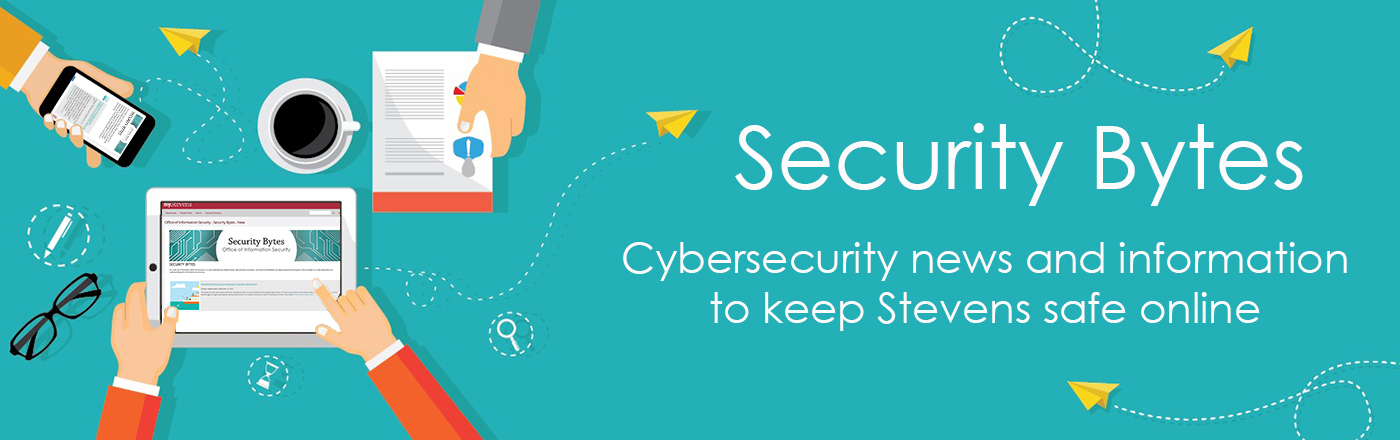 Security Bytes
Cybersecurity news and information
to keep Stevens safe online
myStevens
Office of Information Security - Security Bytes - Home
Security Bytes
Office of Information Security
SECURITY BYTES